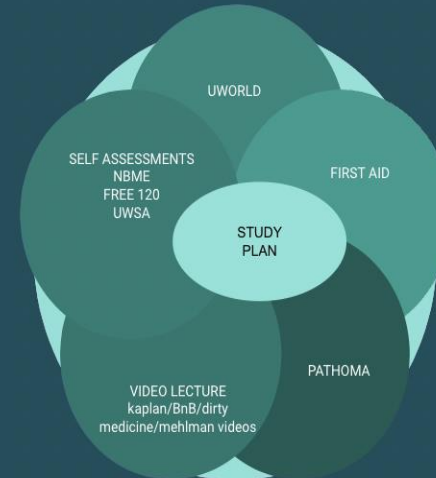 UWORLD
SELF ASSESSMENTS
NBME
FREE 120
UWSA
FIRST AID
STUDY
PLAN
PATHOMA
VIDEO LECTURE
kaplan/BnB/dirty
medicine/mehlman videos